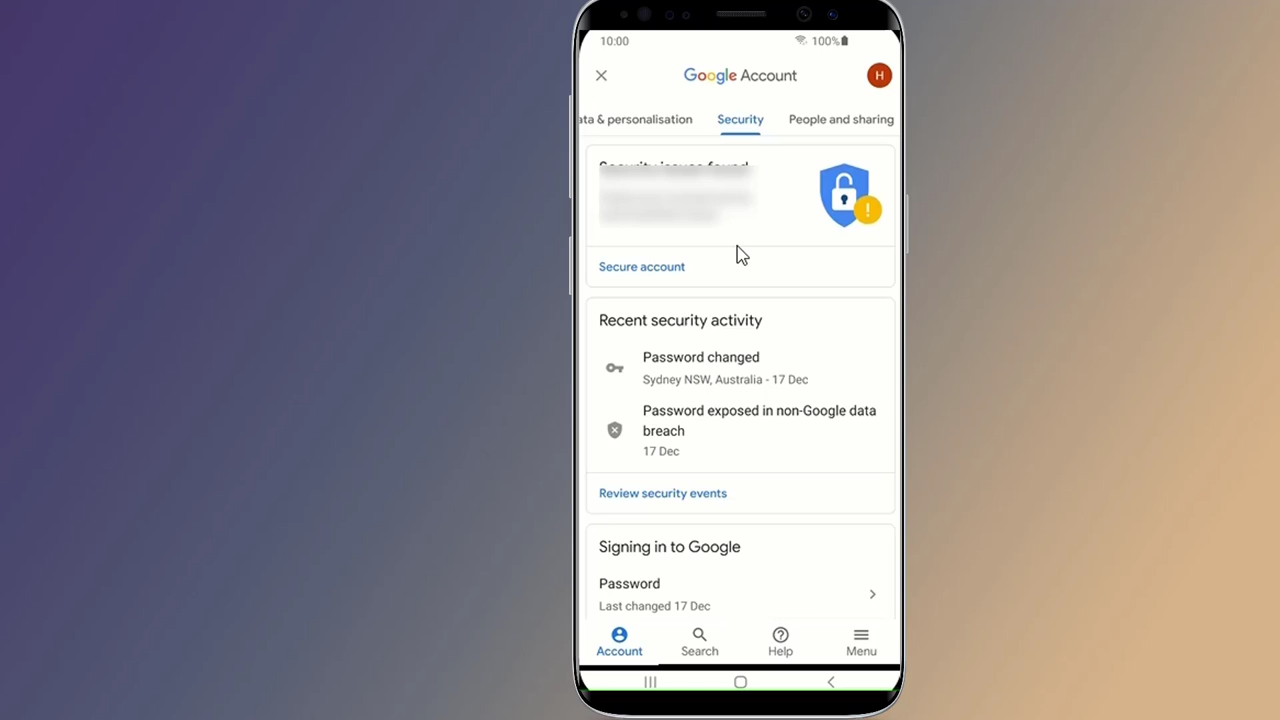 10:00
100%
Google Account
H
ata & personalisation
Security
People and sharing
Secure account
Recent security activity
Password changed
Sydney NSW, Australia - 17 Dec
Password exposed in non-Google data
breach
17 Dec
Review security events
Signing in to Google
Password
Last changed 17 Dec
Account
Search
Help
Menu